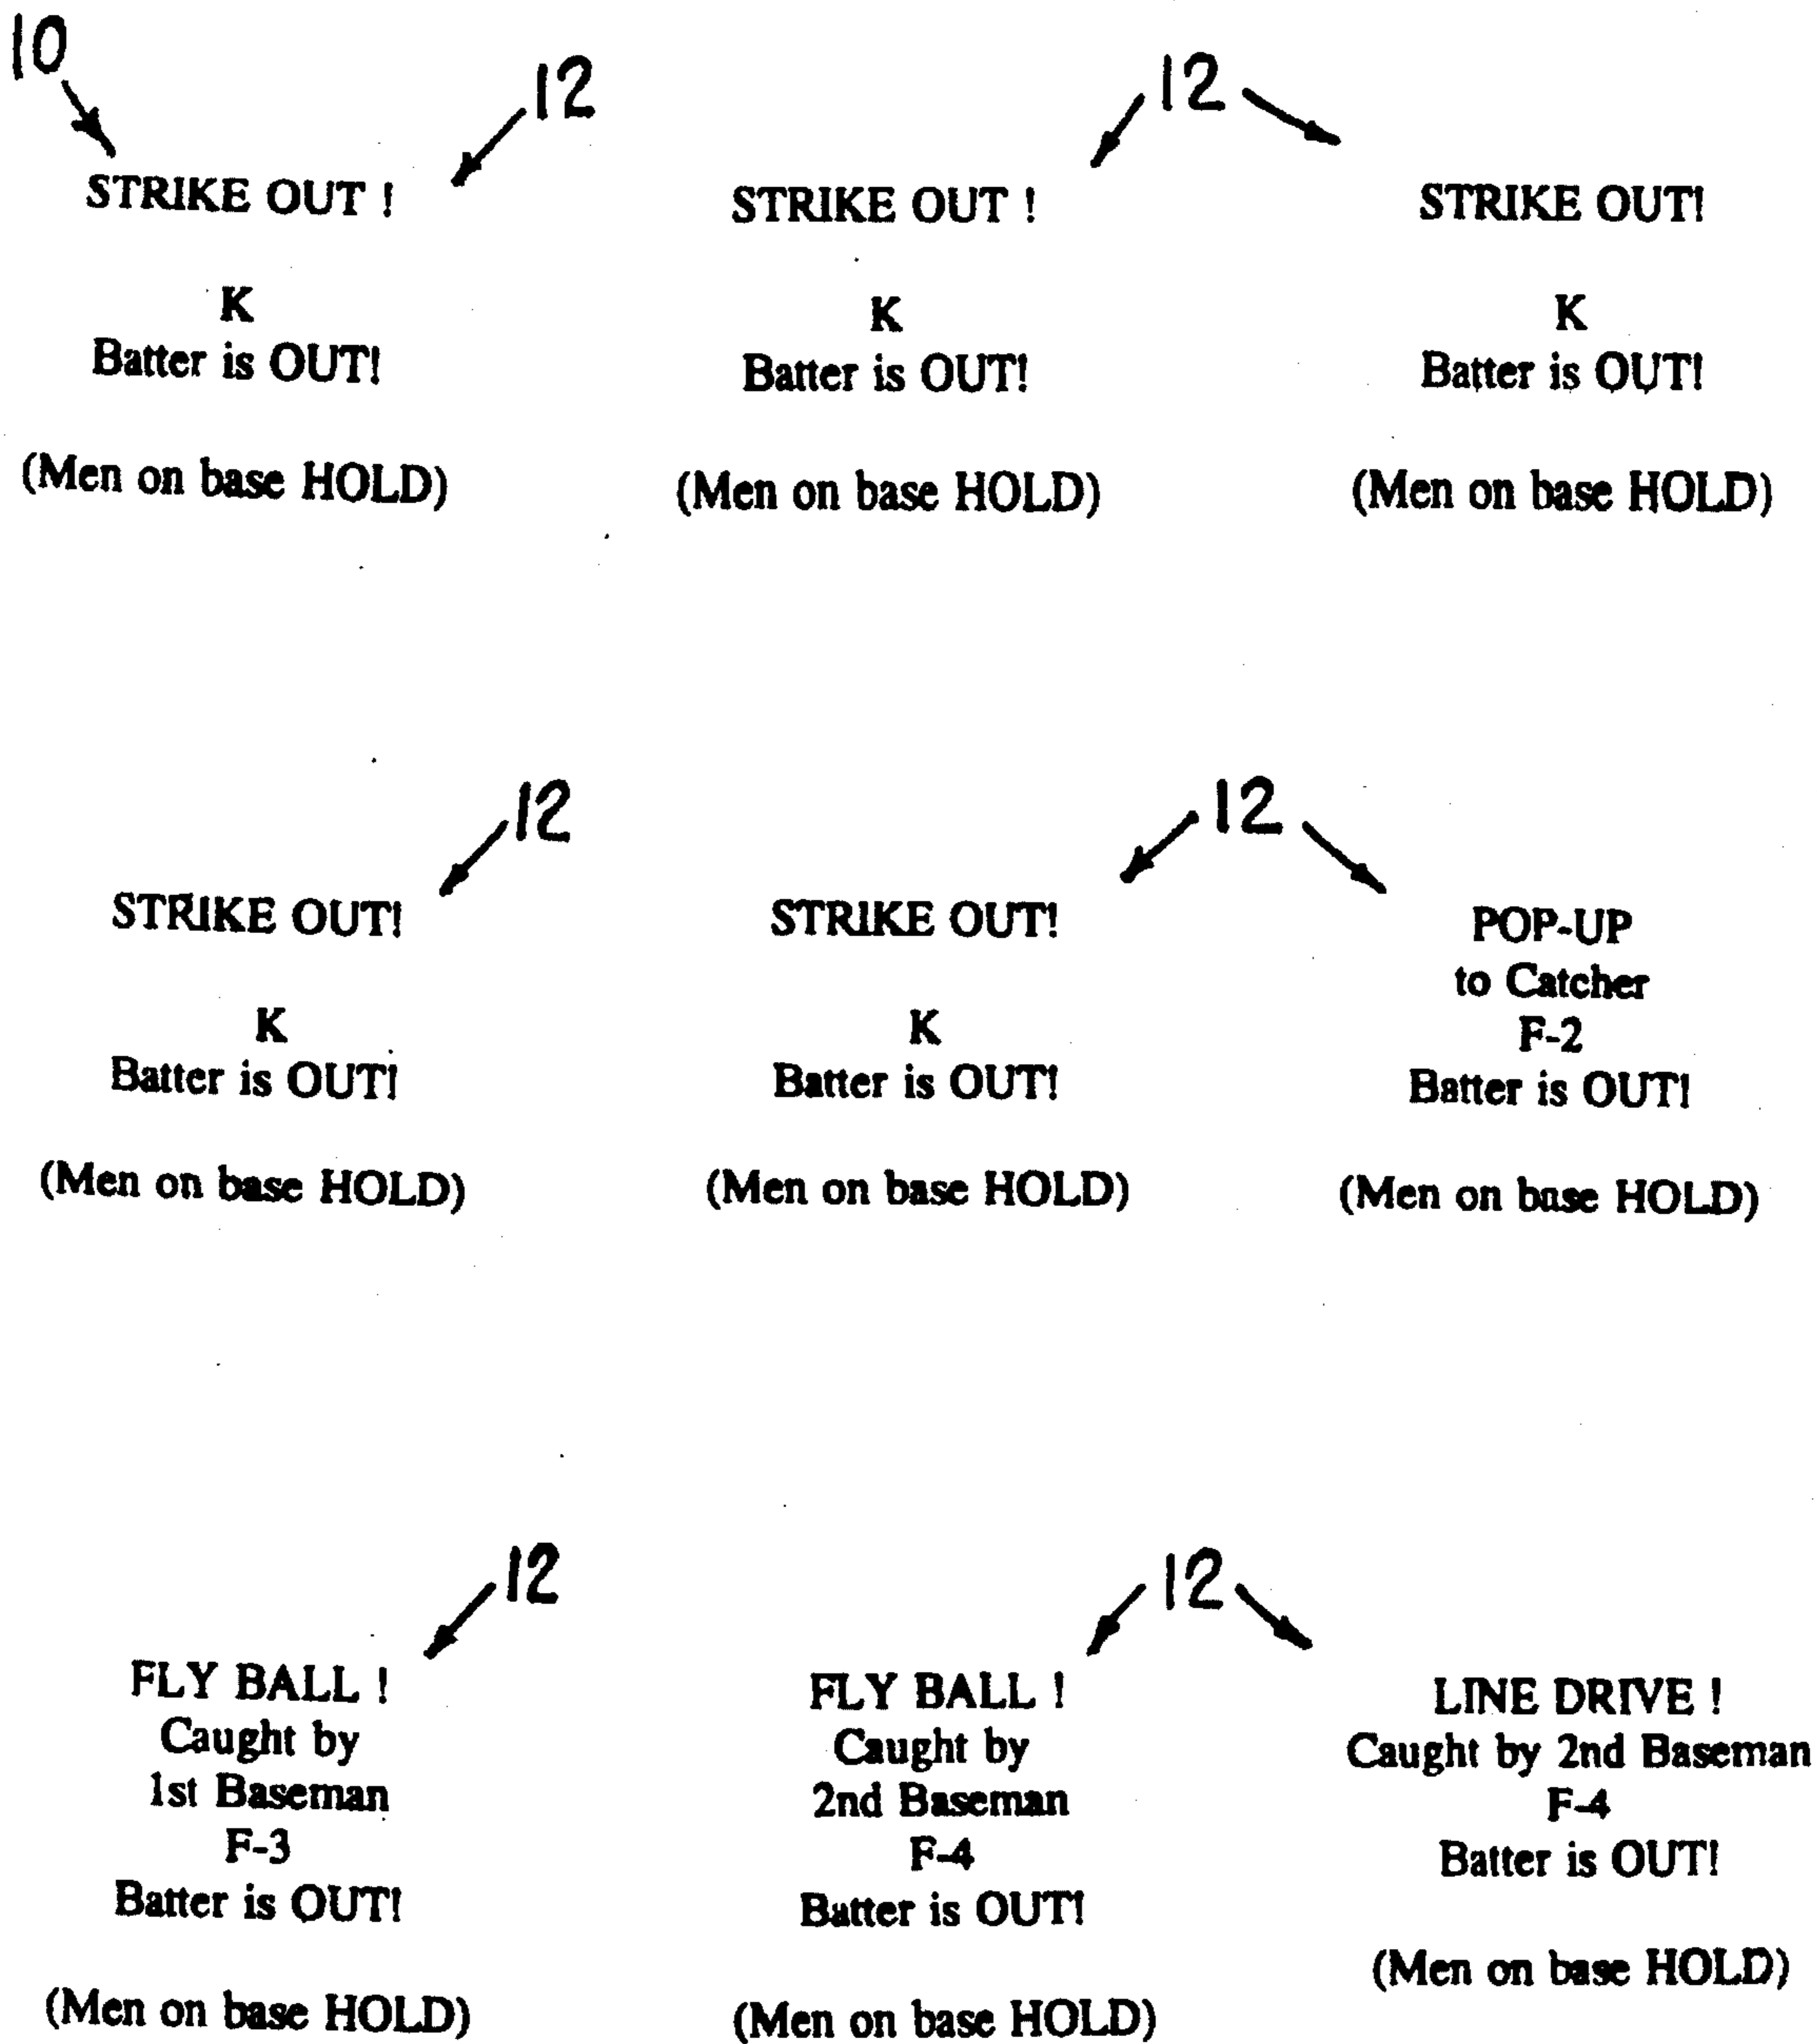 10
12
12
STRIKE OUT !
K
Batter is OUT!
(Men on base HOLD)
STRIKE OUT !
K
Batter is OUT!
(Men on base HOLD)
STRIKE OUT!
K
Batter is OUT!
(Men on base HOLD)
12
12
STRIKE OUT!
K
Batter is OUT!
(Men on base HOLD)
STRIKE OUT!
K
Batter is OUT!
(Men on base HOLD)
POP-UP
to Catcher
F-2
Batter is OUT!
(Men on base HOLD)
12
12
FLY BALL !
Caught by
1st Baseman
F-3
Batter is OUT!
(Men on base HOLD)
FLY BALL !
Caught by
2nd Baseman
F-4
Batter is OUT!
(Men on base HOLD)
LINE DRIVE !
Caught by 2nd Baseman
F-4
Batter is OUT!
(Men on base HOLD)